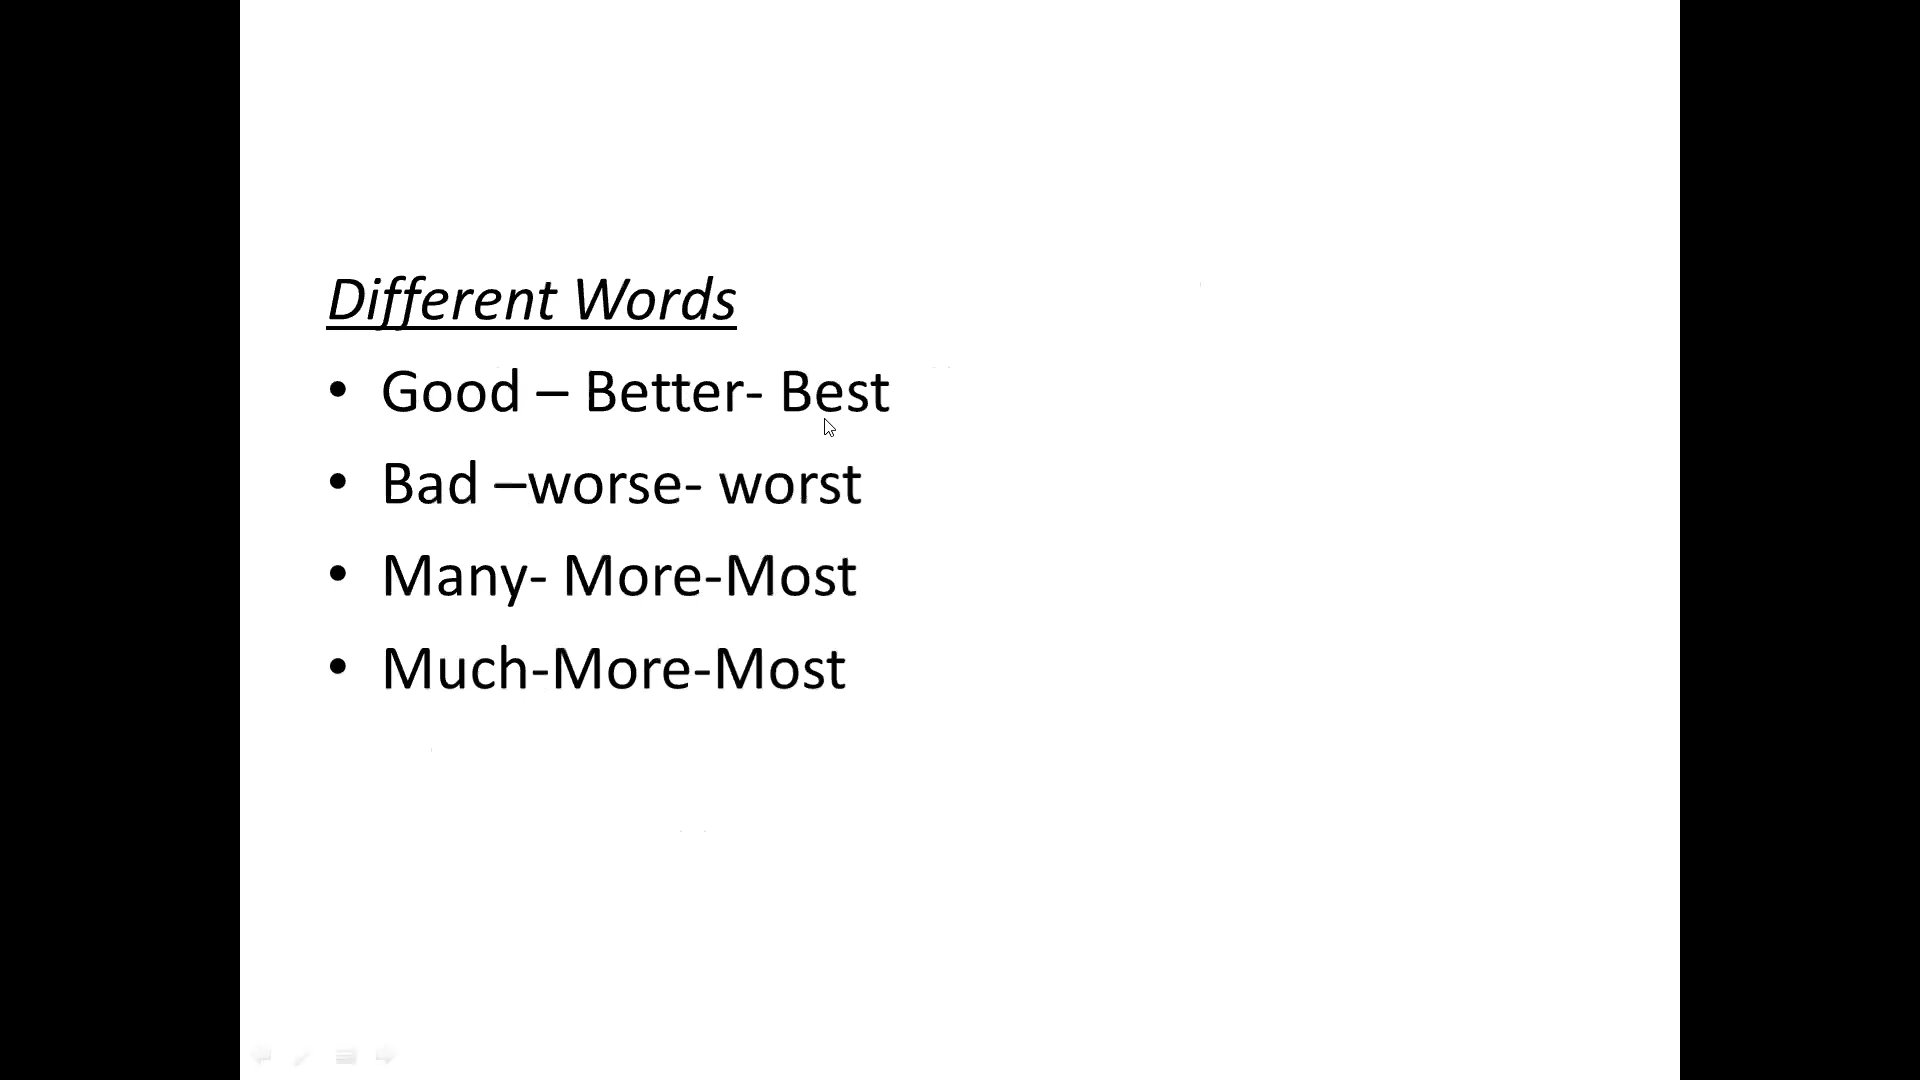 Different Words
• Good – Better- Best
• Bad –worse- worst
• Many- More-Most
• Much-More-Most